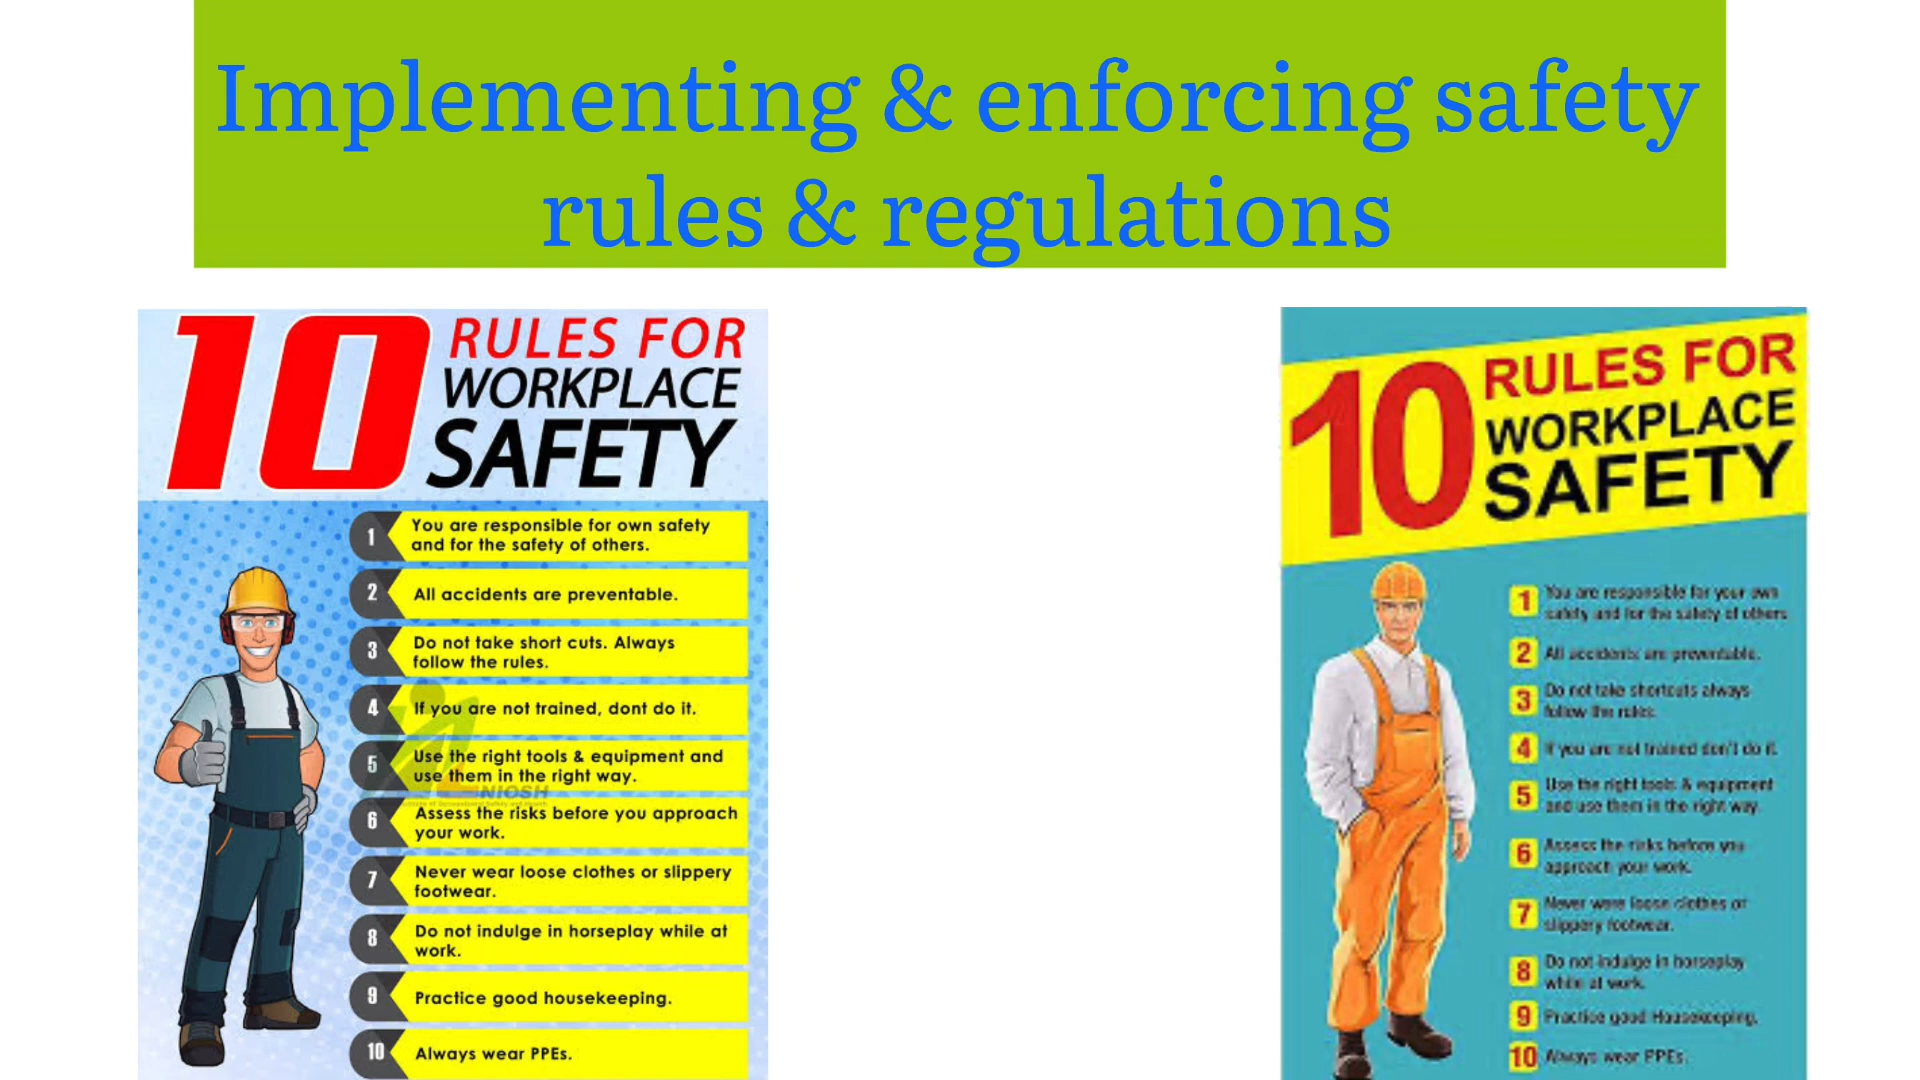 Implementing & enforcing safety
rules & regulations
10 RULES FOR
WORKPLACE
SAFETY
1 You are responsible for own safety
and for the safety of others.
2 All accidents are preventable.
3 Do not take short cuts. Always
follow the rules.
4 If you are not trained, dont do it.
5 Use the right tools & equipment and
use them in the right way.
NIOSH
6 Assess the risks before you approach
your work.
7 Never wear loose clothes or slippery
footwear.
8 Do not indulge in horseplay while at
work.
9 Practice good housekeeping.
10 Always wear PPEs.
10 RULES FOR
WORKPLACE
SAFETY
1 You are responsible for your own
safety and for the safety of others
2 All accidents are preventable.
3 Do not take shortcuts always
follow the rules.
4 If you are not trained don't do it.
5 Use the right tools & equipment
and use them in the right way.
6 Assess the risks before you
approach your work.
7 Never were loose clothes or
slippery footwear.
8 Do not indulge in horseplay
while at work.
9 Practice good Housekeeping.
10 Always wear PPEs.